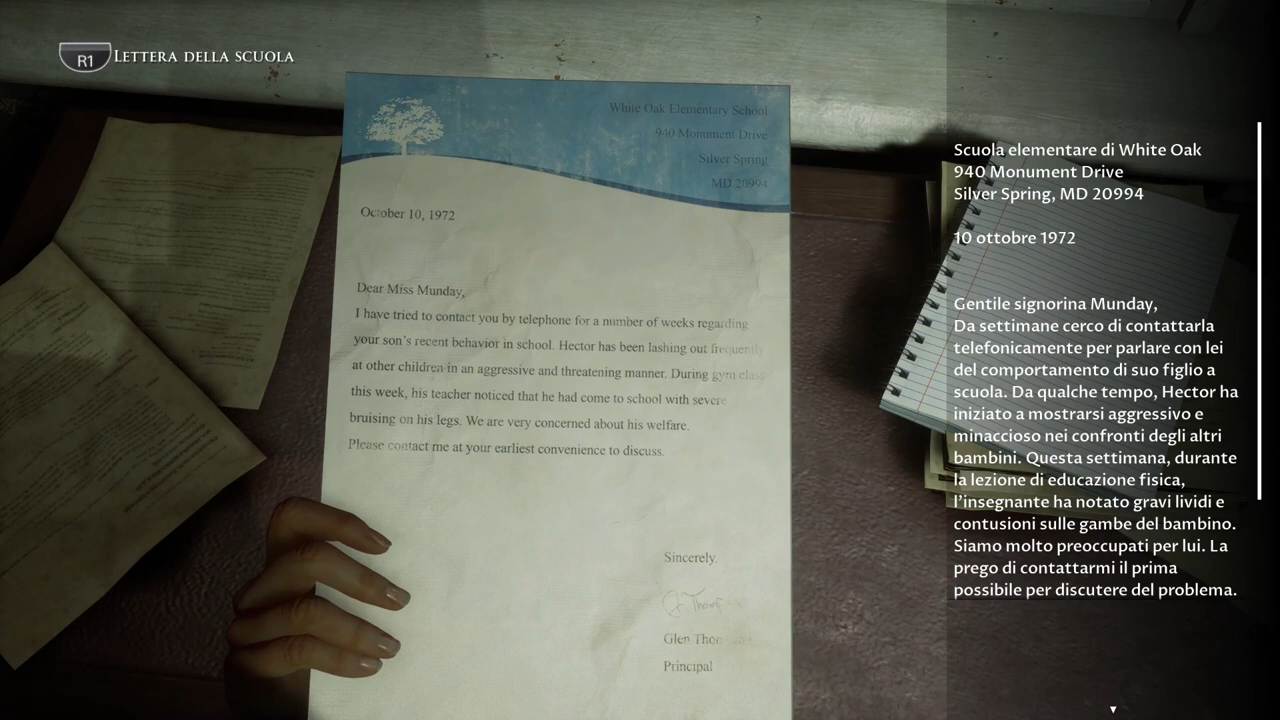 R1 LETTERA DELLA SCUOLA
White Oak Elementary School
940 Monument Drive
Silver Spring
MD 20994
October 10, 1972
Dear Miss Munday,
I have tried to contact you by telephone for a number of weeks regarding
your son's recent behavior in school. Hector has been lashing out frequently
at other children in an aggressive and threatening manner. During gym class
this week, his teacher noticed that he had come to school with severe
bruising on his legs. We are very concerned about his welfare.
Please contact me at your earliest convenience to discuss.
Sincerely.
Glen
Principal
Scuola elementare di White Oak
940 Monument Drive
Silver Spring, MD 20994
10 ottobre 1972
Gentile signorina Munday,
Da settimane cerco di contattarla
telefonicamente per parlare con lei
del comportamento di suo figlio a
scuola. Da qualche tempo, Hector ha
iniziato a mostrarsi aggressivo e
minaccioso nei confronti degli altri
bambini. Questa settimana, durante
la lezione di educazione fisica,
l'insegnante ha notato gravi lividi e
contusioni sulle gambe del bambino.
Siamo molto preoccupati per lui. La
prego di contattarmi il prima
possibile per discutere del problema.